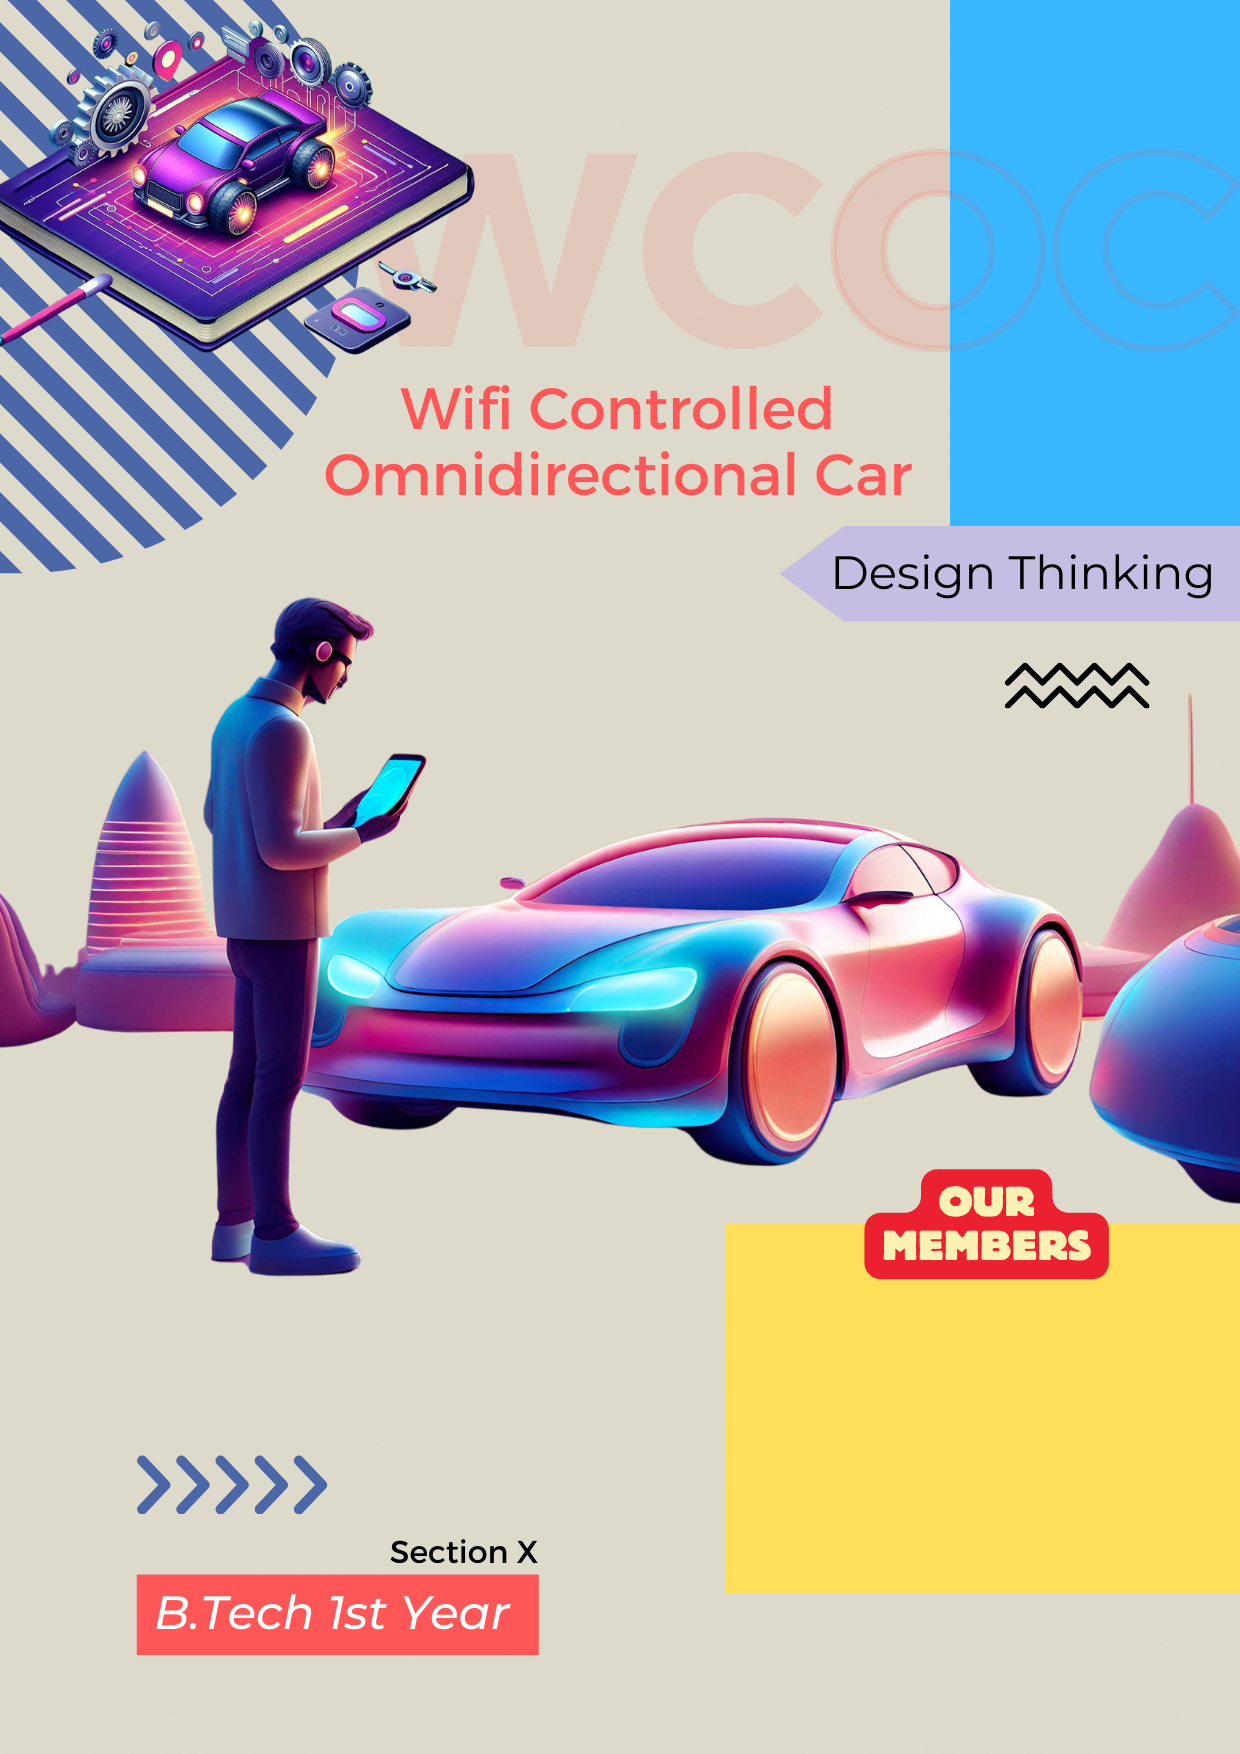 WCOC
Wifi Controlled
Omnidirectional Car
Design Thinking
OUR
MEMBERS
Section X
B.Tech 1st Year